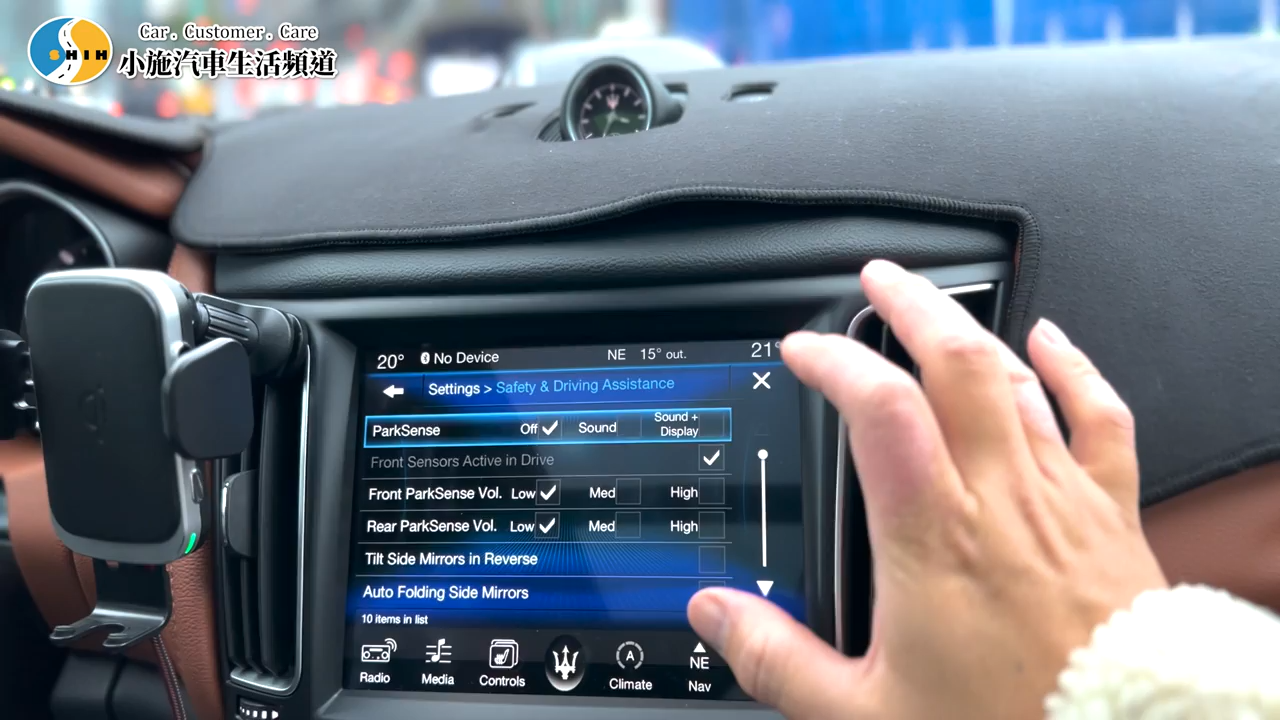 SHIH
Car. Customer. Care
小施汽車生活頻道
20° No Device NE 15° out. 21°
Settings > Safety & Driving Assistance
ParkSense Off Sound Sound + Display
Front Sensors Active in Drive
Front ParkSense Vol. Low Med High
Rear ParkSense Vol. Low Med High
Tilt Side Mirrors in Reverse
Auto Folding Side Mirrors
10 items in list
Radio Media Controls A Climate NE Nav